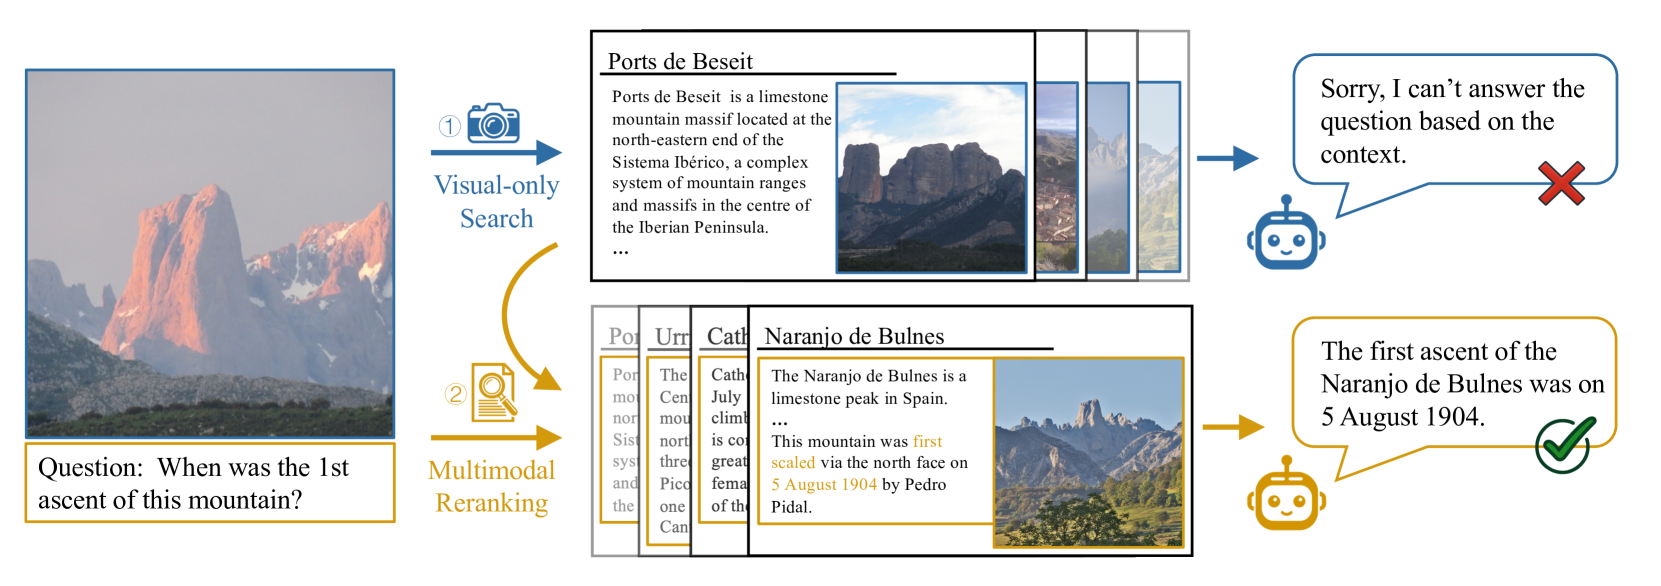 Question:  When was the 1st
ascent of this mountain?
①
Visual-only
Search
②
Multimodal
Reranking
Ports de Beseit
Ports de Beseit is a limestone
mountain massif located at the
north-eastern end of the
Sistema Ibérico, a complex
system of mountain ranges
and massifs in the centre of
the Iberian Peninsula.
...
Sorry, I can't answer the
question based on the
context.
Por
Por
mou
nor
Sist
syst
and
the
Urr
The
Cen
mou
nort
three
Pico
one
Can
Cath
Cath
July
climb
is co
great
fema
of the
Naranjo de Bulnes
The Naranjo de Bulnes is a
limestone peak in Spain.
...
This mountain was first
scaled via the north face on
5 August 1904 by Pedro
Pidal.
The first ascent of the
Naranjo de Bulnes was on
5 August 1904.